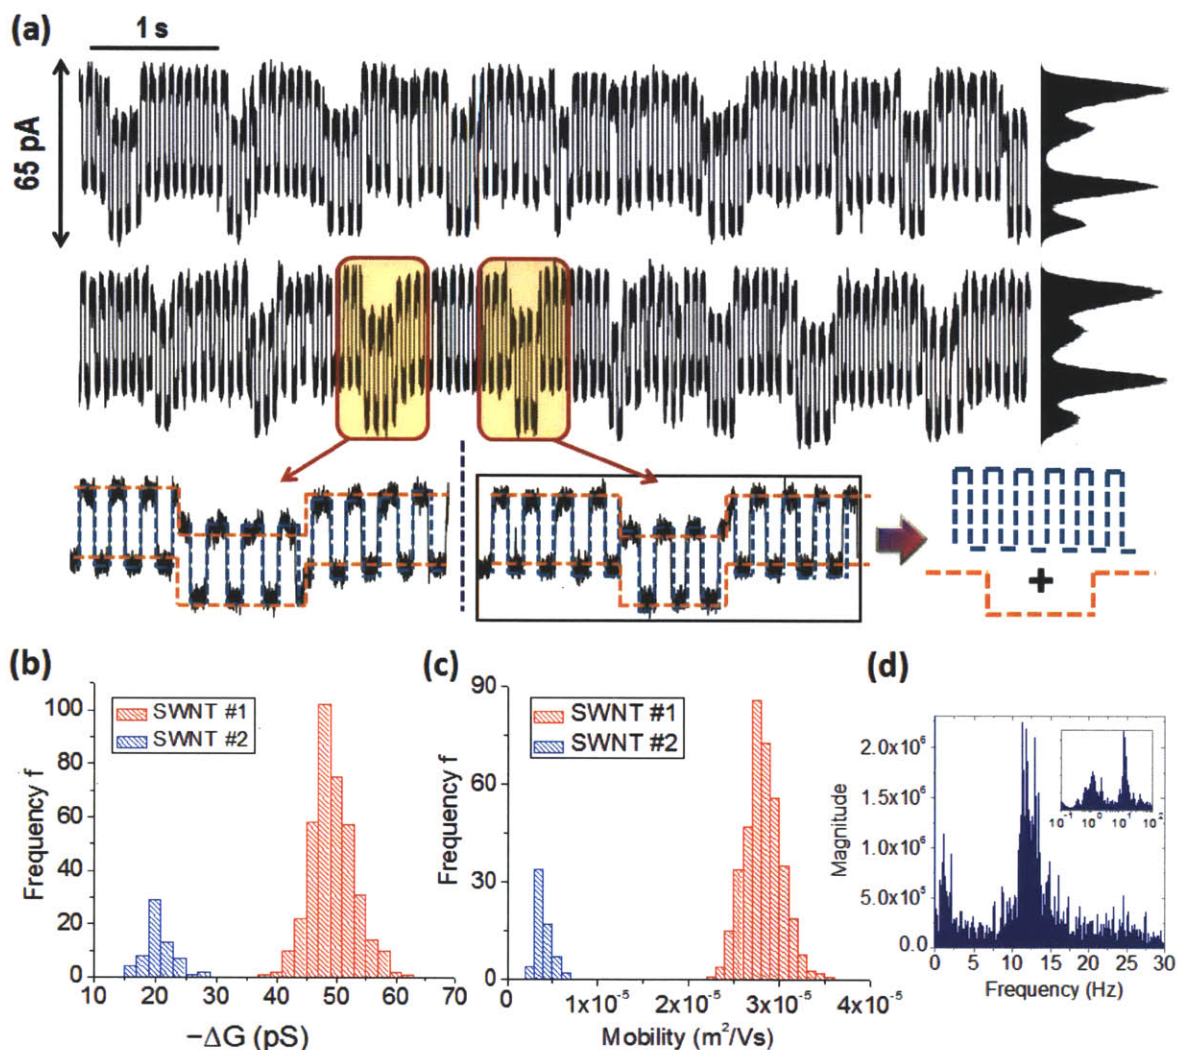 (a)
1 s
65 pA
+
(b)
SWNT #1
SWNT #2
Frequency f
100
80
60
40
20
0
10 20 30 40 50 60 70
−ΔG (pS)
(c)
SWNT #1
SWNT #2
Frequency f
90
60
30
0
0 1x10⁻⁵ 2x10⁻⁵ 3x10⁻⁵ 4x10⁻⁵
Mobility (m²/Vs)
(d)
Magnitude
2.0x10⁶
1.5x10⁶
1.0x10⁶
5.0x10⁵
0.0
10⁻¹ 10⁰ 10¹ 10²
0 5 10 15 20 25 30
Frequency (Hz)